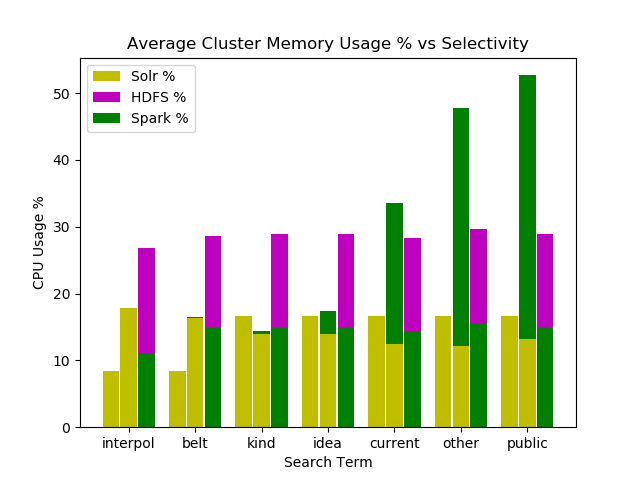 Average Cluster Memory Usage % vs Selectivity
Solr %
HDFS %
Spark %
CPU Usage %
50
40
30
20
10
0
interpol belt kind idea current other public
Search Term